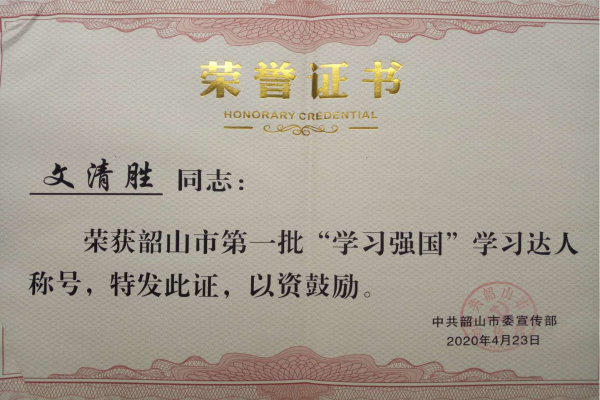 荣誉证书
HONORARY CREDENTIAL
文清胜 同志：
荣获韶山市第一批“学习强国”学习达人
称号，特发此证，以资鼓励。
中共韶山市委宣传部
2020年4月23日